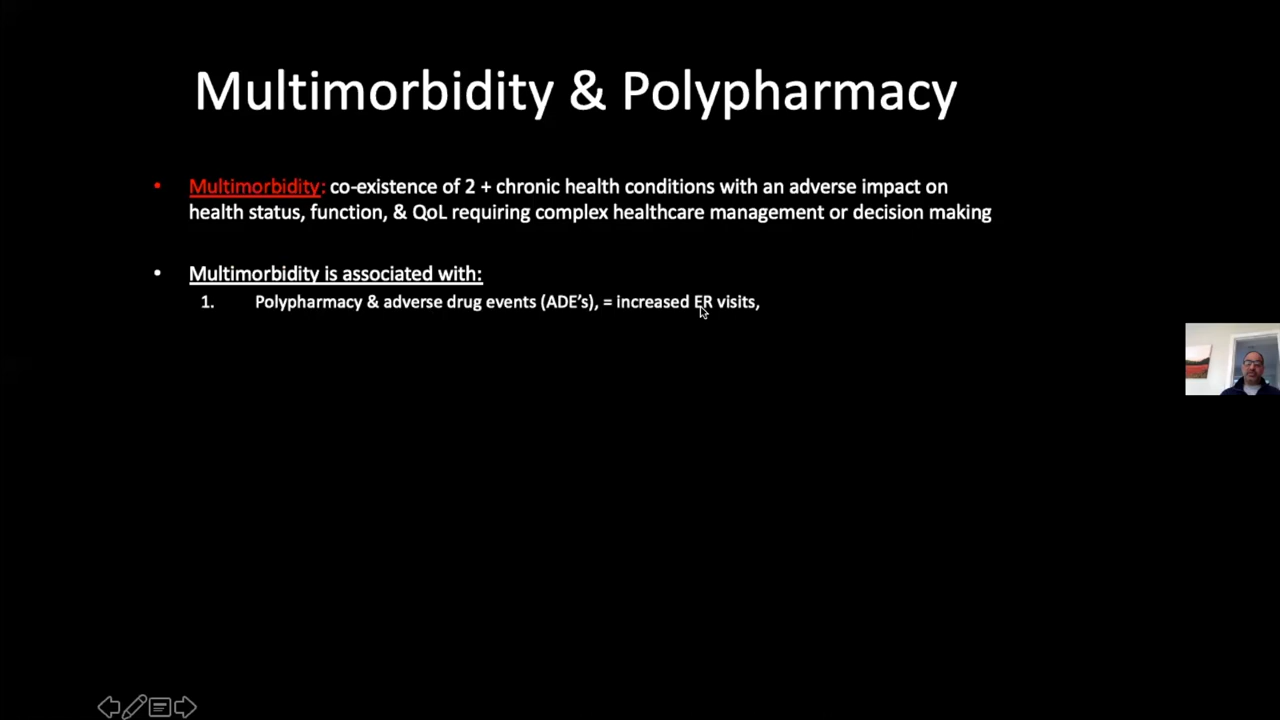 Multimorbidity & Polypharmacy
• Multimorbidity: co-existence of 2 + chronic health conditions with an adverse impact on
health status, function, & QoL requiring complex healthcare management or decision making
• Multimorbidity is associated with:
1. Polypharmacy & adverse drug events (ADE’s), = increased ER visits,